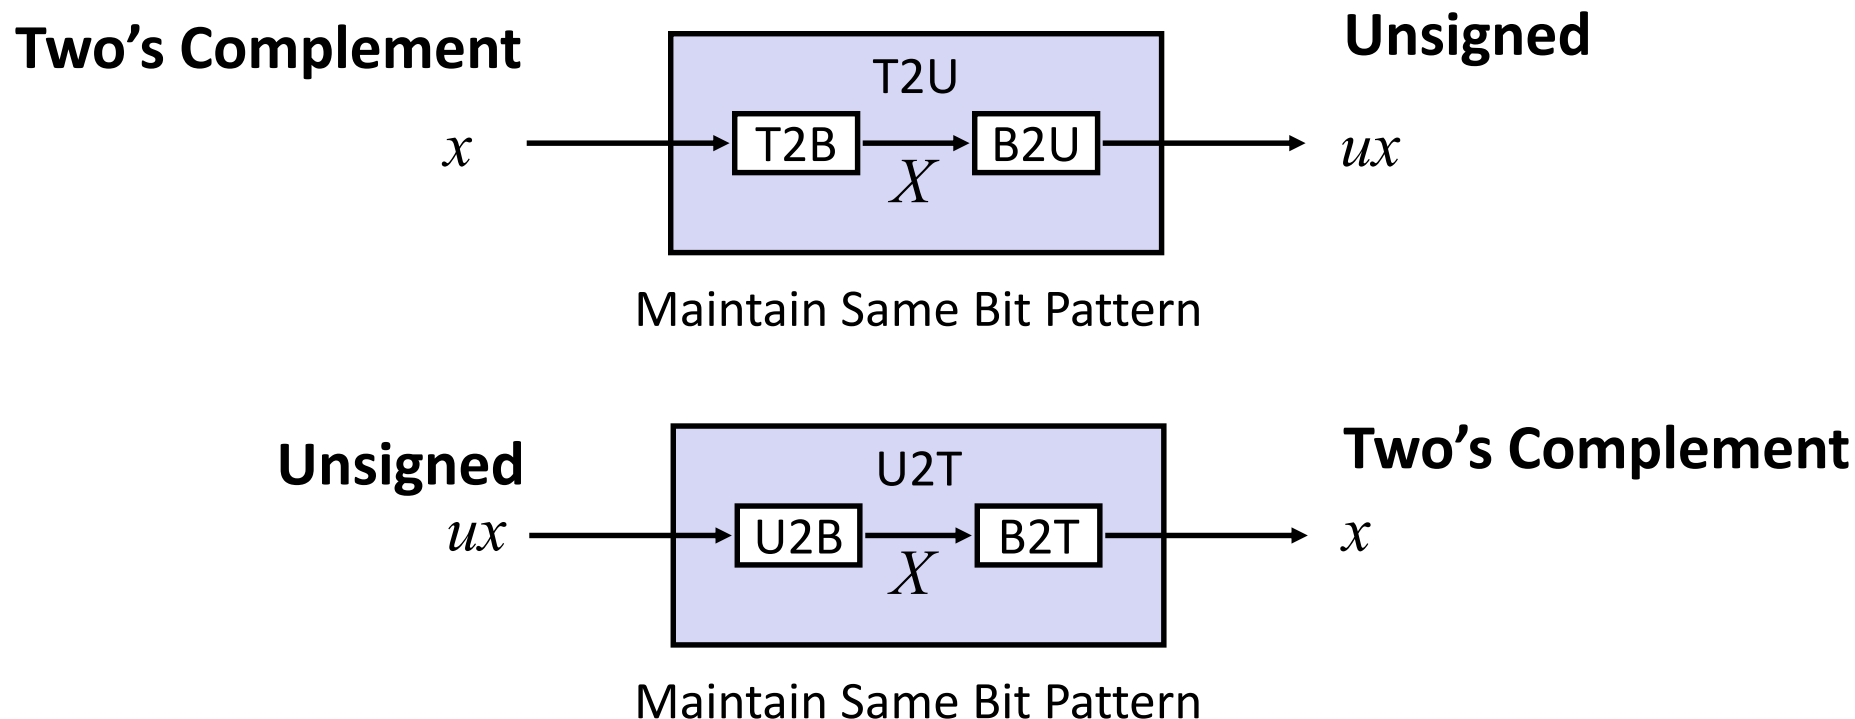 Two’s Complement
Unsigned
T2U
x
T2B
X
B2U
ux
Maintain Same Bit Pattern
Unsigned
Two’s Complement
U2T
ux
U2B
X
B2T
x
Maintain Same Bit Pattern